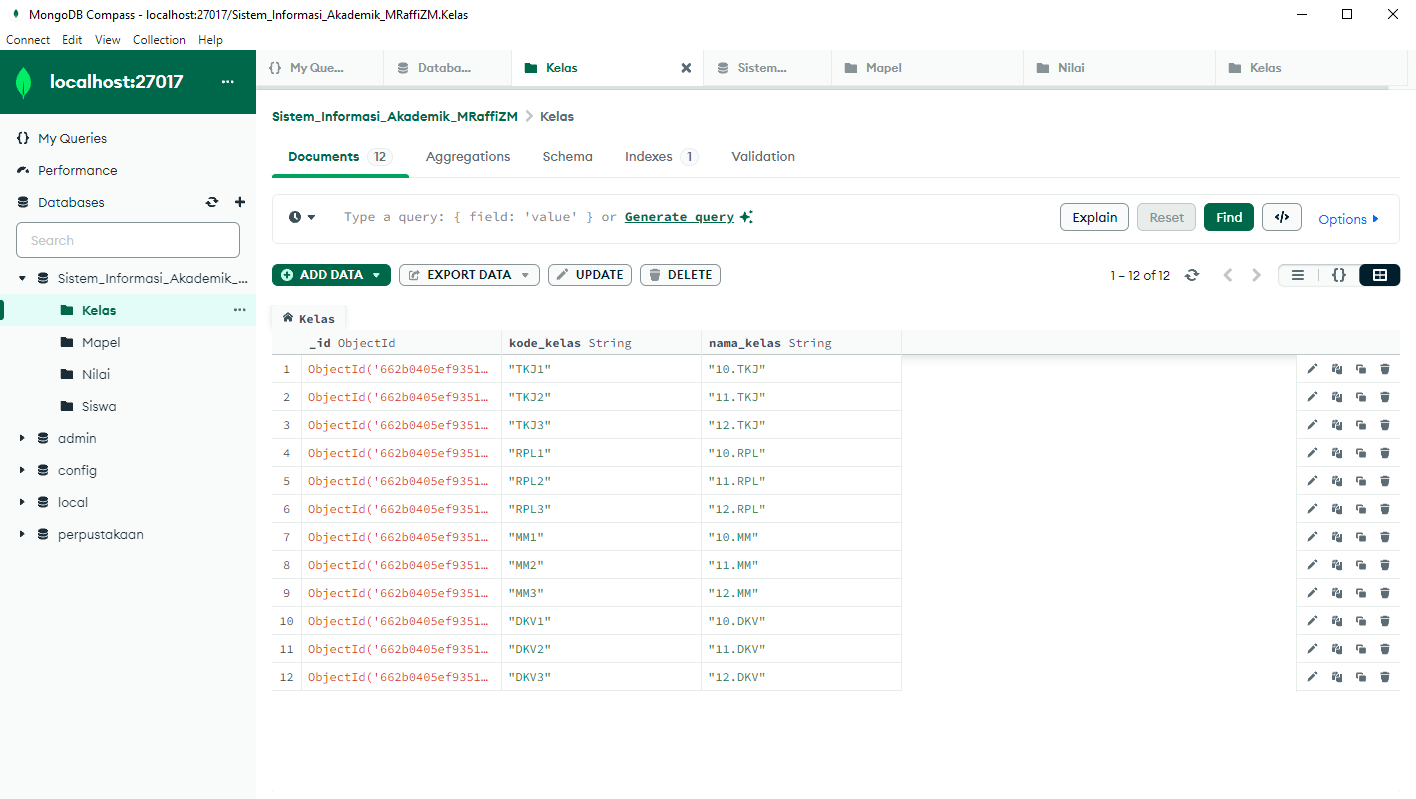 MongoDB Compass - localhost:27017/Sistem_Informasi_Akademik_MRaffiZM.Kelas
Connect Edit View Collection Help
localhost:27017 ...
My Queries
Performance
Databases
Search
Sistem_Informasi_Akademik_...
Kelas ...
Mapel
Nilai
Siswa
admin
config
local
perpustakaan
{} My Que... Databa... Kelas Sistem... Mapel Nilai Kelas
Sistem_Informasi_Akademik_MRaffiZM > Kelas
Documents 12 Aggregations Schema Indexes 1 Validation
Type a query: { field: 'value' } or Generate query
Explain Reset Find </> Options
ADD DATA EXPORT DATA UPDATE DELETE 1 – 12 of 12 {}
Kelas
_id ObjectId kode_kelas String nama_kelas String
1 ObjectId('662b0405ef9351… "TKJ1" "10.TKJ"
2 ObjectId('662b0405ef9351… "TKJ2" "11.TKJ"
3 ObjectId('662b0405ef9351… "TKJ3" "12.TKJ"
4 ObjectId('662b0405ef9351… "RPL1" "10.RPL"
5 ObjectId('662b0405ef9351… "RPL2" "11.RPL"
6 ObjectId('662b0405ef9351… "RPL3" "12.RPL"
7 ObjectId('662b0405ef9351… "MM1" "10.MM"
8 ObjectId('662b0405ef9351… "MM2" "11.MM"
9 ObjectId('662b0405ef9351… "MM3" "12.MM"
10 ObjectId('662b0405ef9351… "DKV1" "10.DKV"
11 ObjectId('662b0405ef9351… "DKV2" "11.DKV"
12 ObjectId('662b0405ef9351… "DKV3" "12.DKV"